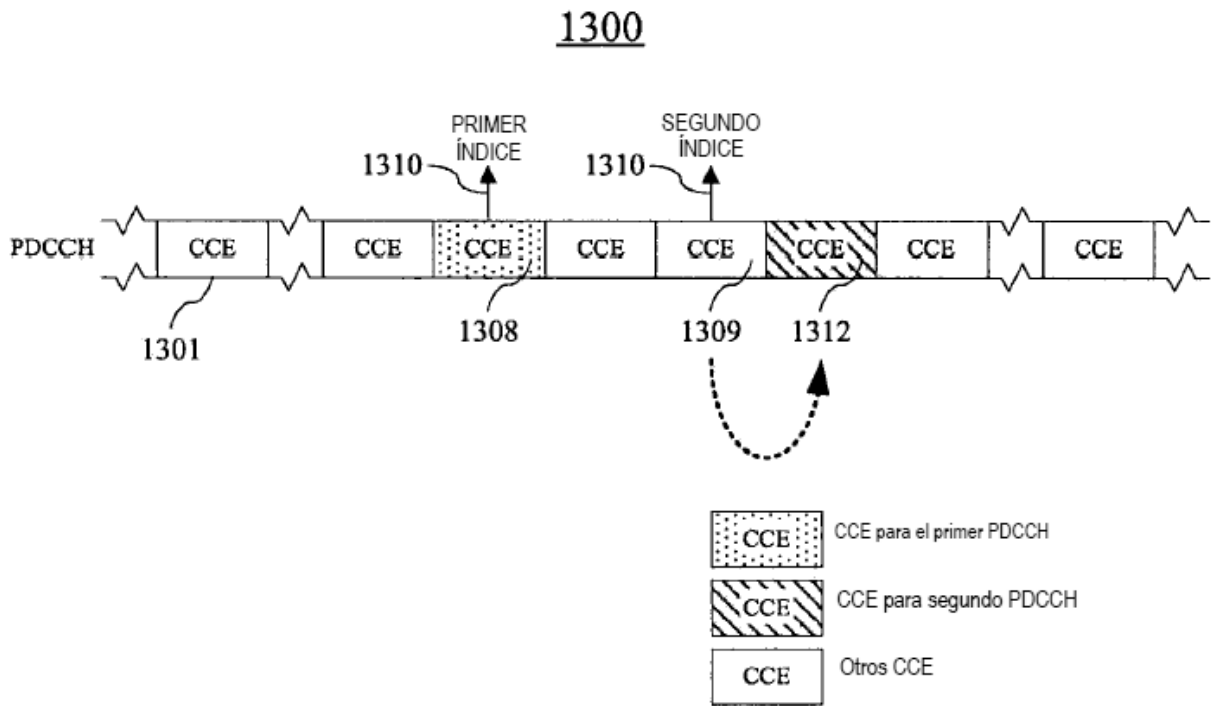 1300
PRIMER
ÍNDICE
1310
SEGUNDO
ÍNDICE
1310
PDCCH
CCE
CCE
CCE
CCE
CCE
CCE
CCE
CCE
1301
1308
1309
1312
CCE
CCE para el primer PDCCH
CCE
CCE para segundo PDCCH
CCE
Otros CCE